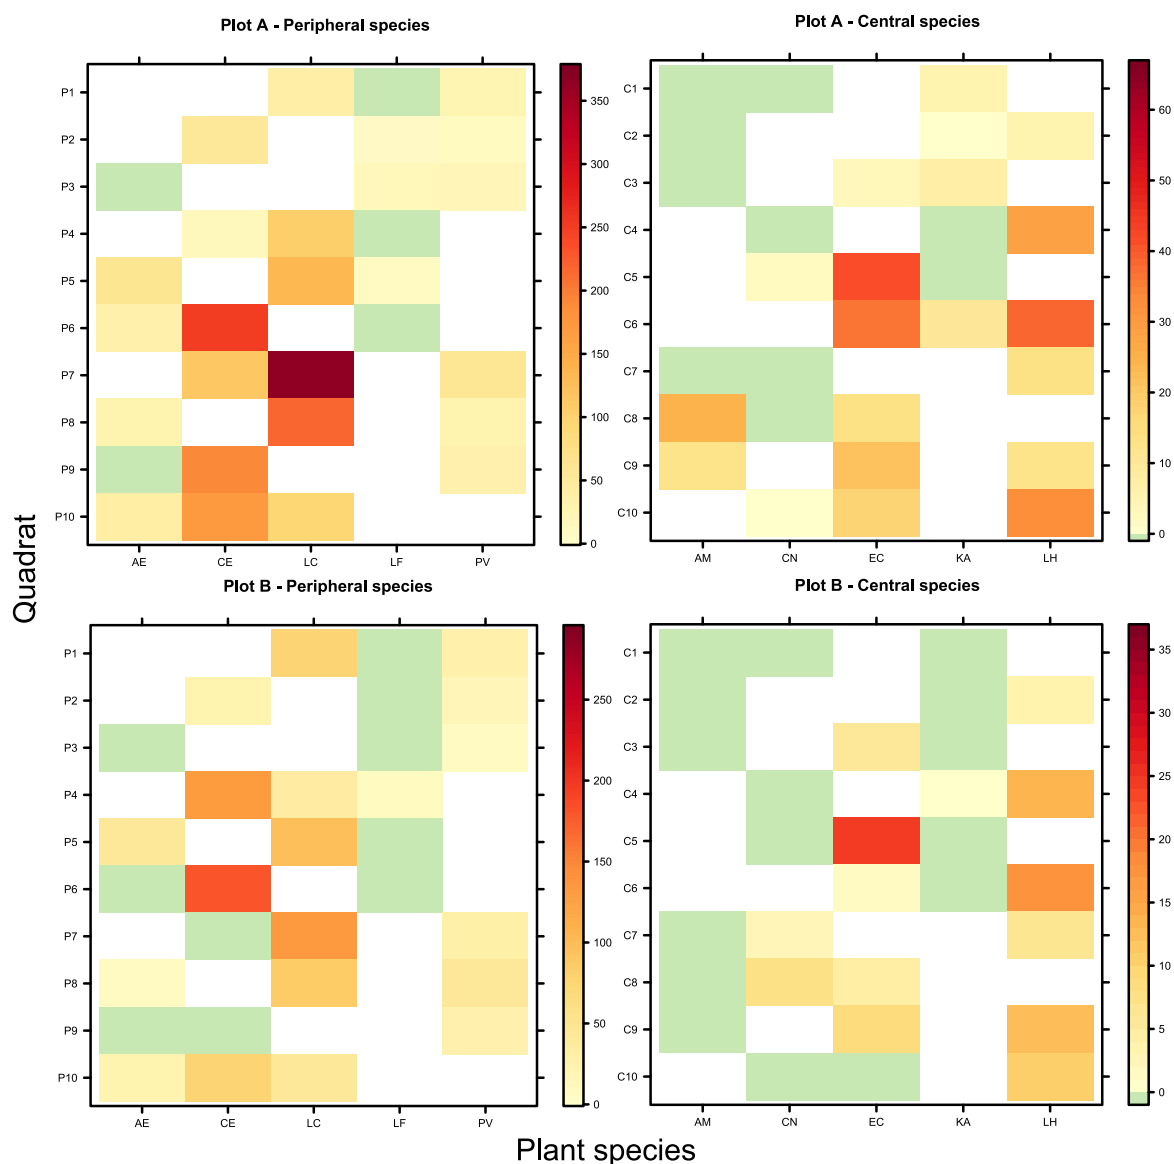 Plot A - Peripheral species
P1
P2
P3
P4
P5
P6
P7
P8
P9
P10
AE CE LC LF PV
350
300
250
200
150
100
50
0
Plot A - Central species
C1
C2
C3
C4
C5
C6
C7
C8
C9
C10
AM CN EC KA LH
60
50
40
30
20
10
0
Quadrat
Plot B - Peripheral species
P1
P2
P3
P4
P5
P6
P7
P8
P9
P10
AE CE LC LF PV
250
200
150
100
50
0
Plot B - Central species
C1
C2
C3
C4
C5
C6
C7
C8
C9
C10
AM CN EC KA LH
35
30
25
20
15
10
5
0
Plant species